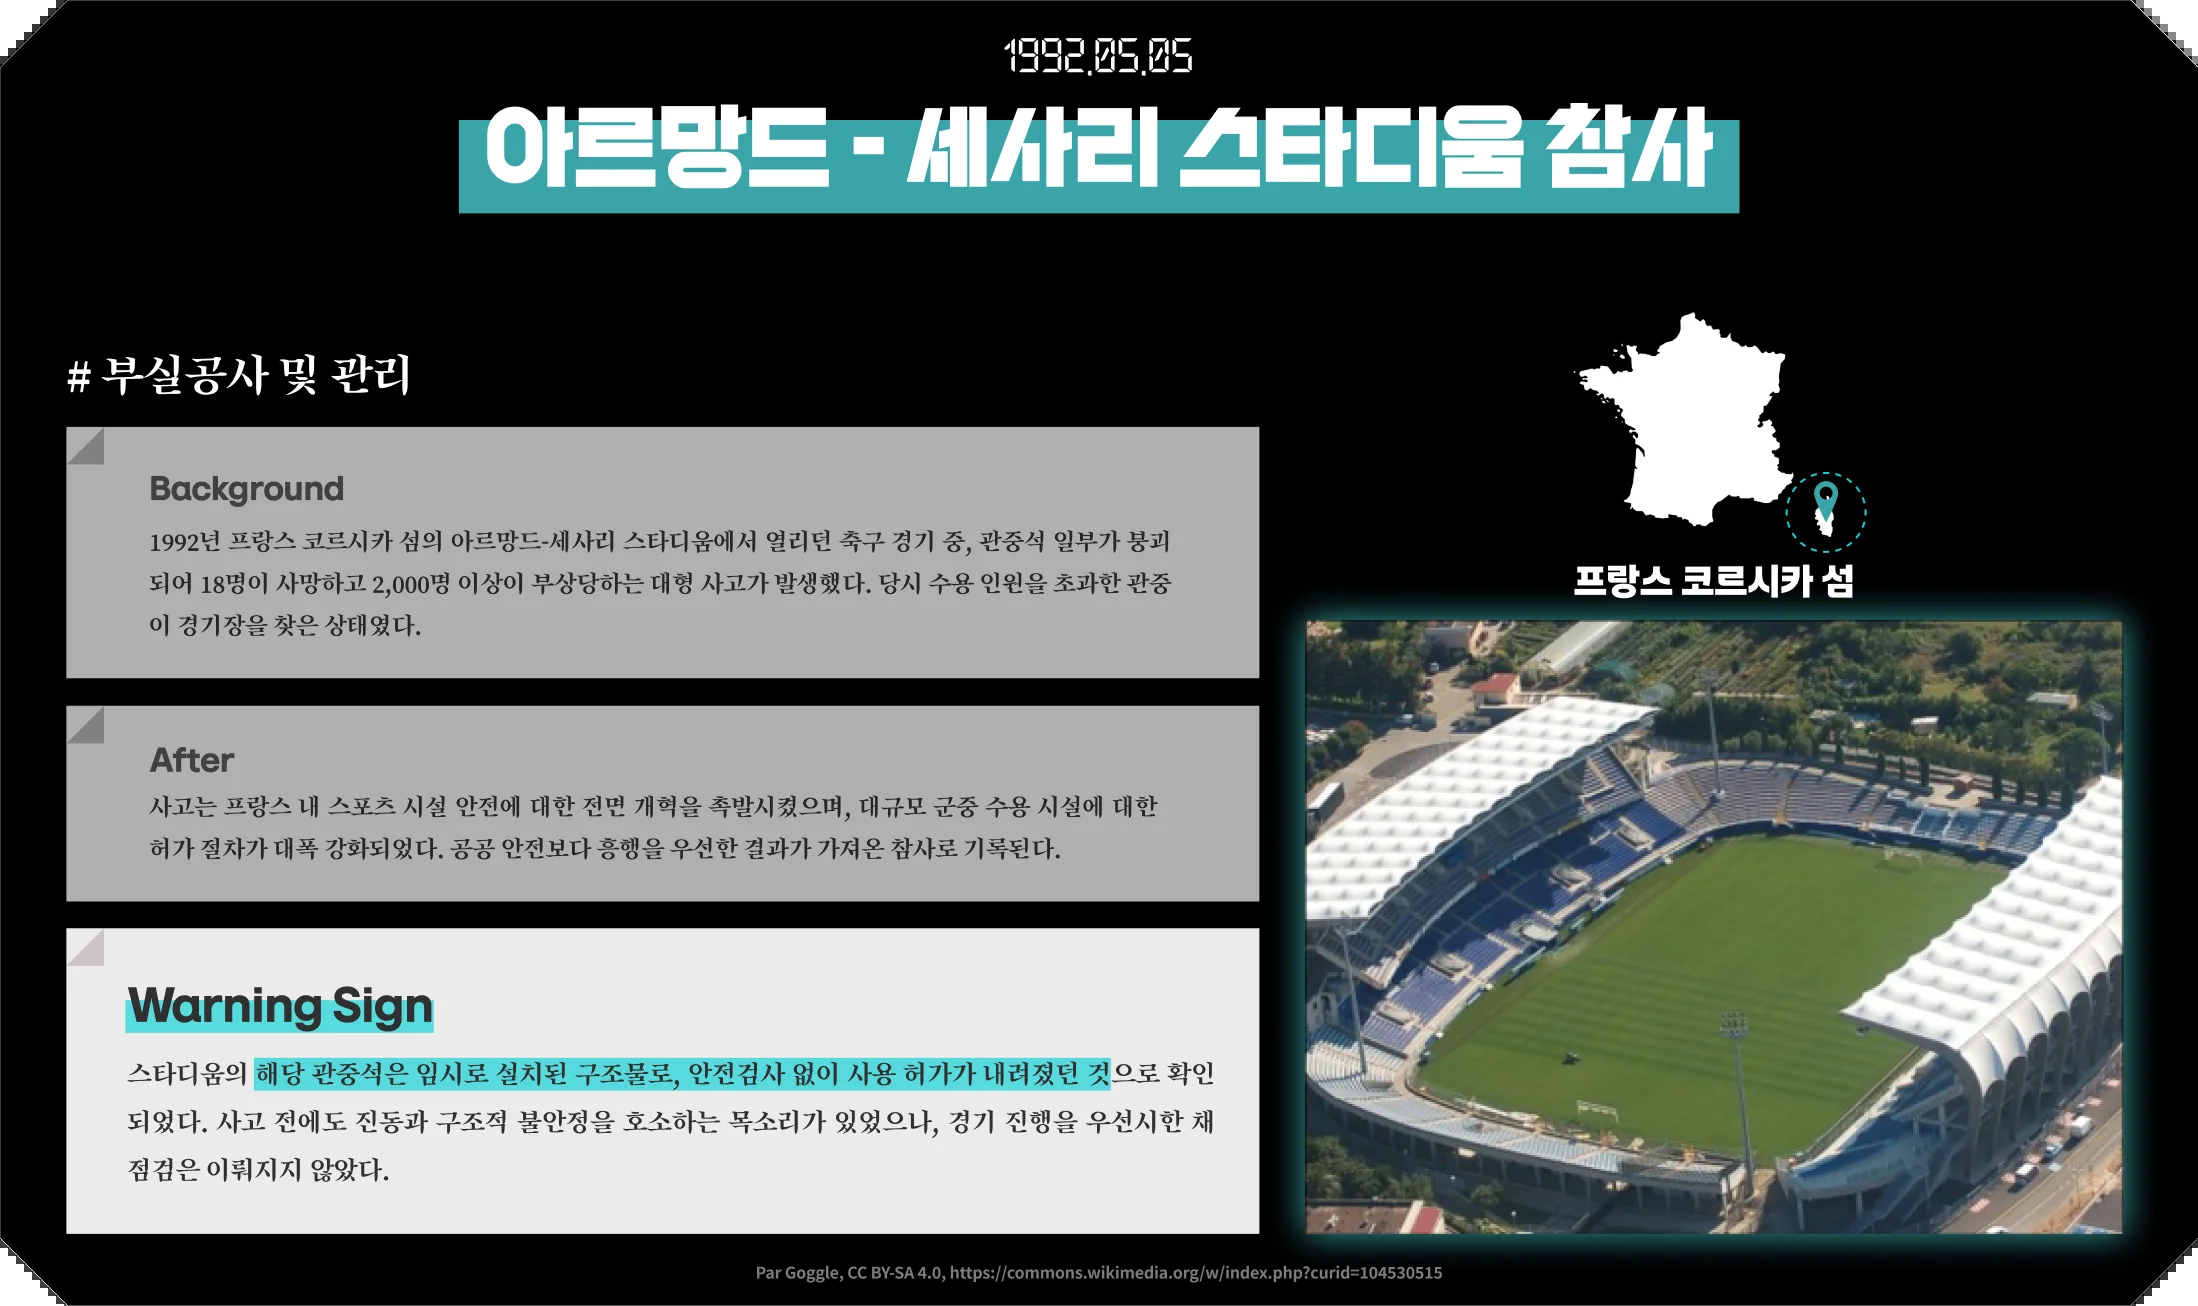 1992.05.05
아르망드 - 세사리 스타디움 참사
# 부실공사 및 관리
Background
1992년 프랑스 코르시카 섬의 아르망드-세사리 스타디움에서 열리던 축구 경기 중, 관중석 일부가 붕괴
되어 18명이 사망하고 2,000명 이상이 부상당하는 대형 사고가 발생했다. 당시 수용 인원을 초과한 관중
이 경기장을 찾은 상태였다.
After
사고는 프랑스 내 스포츠 시설 안전에 대한 전면 개혁을 촉발시켰으며, 대규모 군중 수용 시설에 대한
허가 절차가 대폭 강화되었다. 공공 안전보다 흥행을 우선한 결과가 가져온 참사로 기록된다.
Warning Sign
스타디움의 해당 관중석은 임시로 설치된 구조물로, 안전검사 없이 사용 허가가 내려졌던 것으로 확인
되었다. 사고 전에도 진동과 구조적 불안정을 호소하는 목소리가 있었으나, 경기 진행을 우선시한 채
점검은 이뤄지지 않았다.
프랑스 코르시카 섬
Par Goggle, CC BY-SA 4.0, https://commons.wikimedia.org/w/index.php?curid=104530515